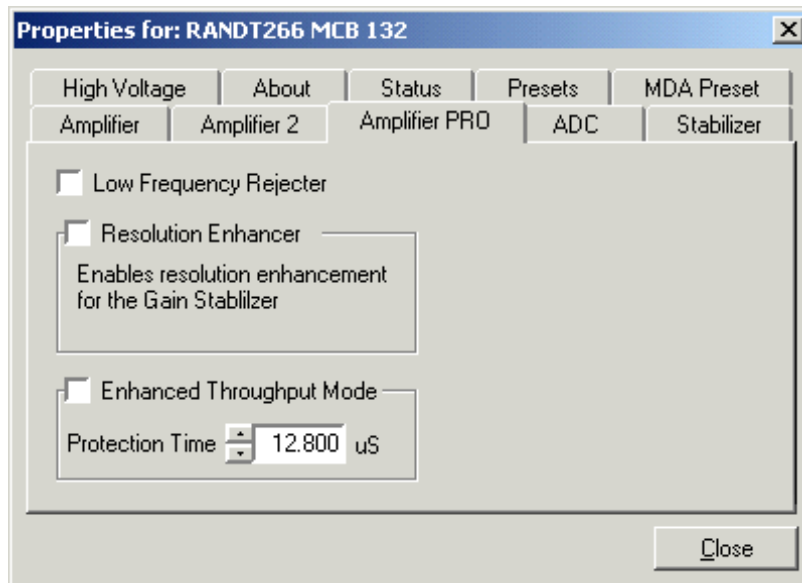 Properties for: RANDT266 MCB 132
High Voltage About Status Presets MDA Preset
Amplifier Amplifier 2 Amplifier PRO ADC Stabilizer
Low Frequency Rejecter
Resolution Enhancer
Enables resolution enhancement
for the Gain Stablilzer
Enhanced Throughput Mode
Protection Time 12.800 uS
Close